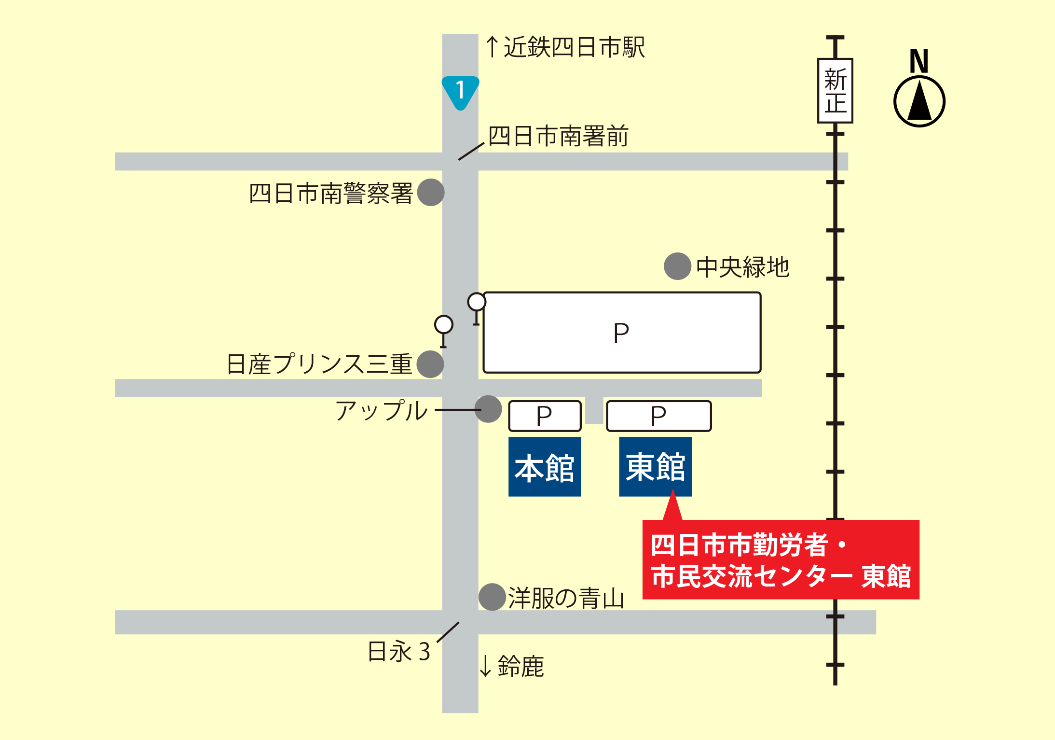 ↑近鉄四日市駅
1
新正
N
四日市南署前
四日市南警察署
中央緑地
P
日産プリンス三重
アップル
P
P
本館
東館
四日市市勤労者・
市民交流センター 東館
洋服の青山
日永3
↓鈴鹿